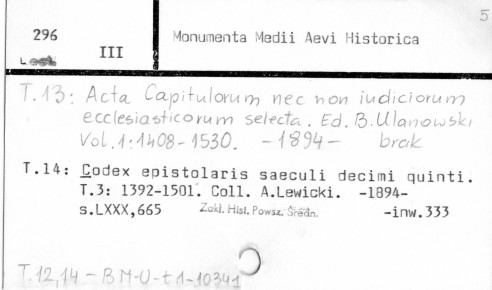 5
296 III Monumenta Medii Aevi Historica
T.13: Acta Capitulorum nec non iudiciorum
ecclesiasticorum selecta. Ed. B. Ulanowski
Vol.1: 1408-1530. -1894- brak
T.14: Codex epistolaris saeculi decimi quinti.
T.3: 1392-1501. Coll. A.Lewicki. -1894-
s.LXXX,665 Zakł. Hist. Powsz. Średn. -inw.333
T.12,14 - BM-U-t1-10341